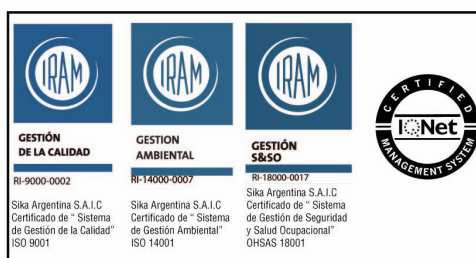 IRAM
GESTIÓN
DE LA CALIDAD
RI-9000-0002
Sika Argentina S.A.I.C
Certificado de “ Sistema
de Gestión de la Calidad”
ISO 9001
IRAM
GESTION
AMBIENTAL
RI-14000-0007
Sika Argentina S.A.I.C
Certificado de “ Sistema
de Gestión Ambiental”
ISO 14001
IRAM
GESTIÓN
S&SO
RI-18000-0017
Sika Argentina S.A.I.C
Certificado de “ Sistema
de Gestión de Seguridad
y Salud Ocupacional”
OHSAS 18001
CERTIFIED
IQNet
MANAGEMENT SYSTEM